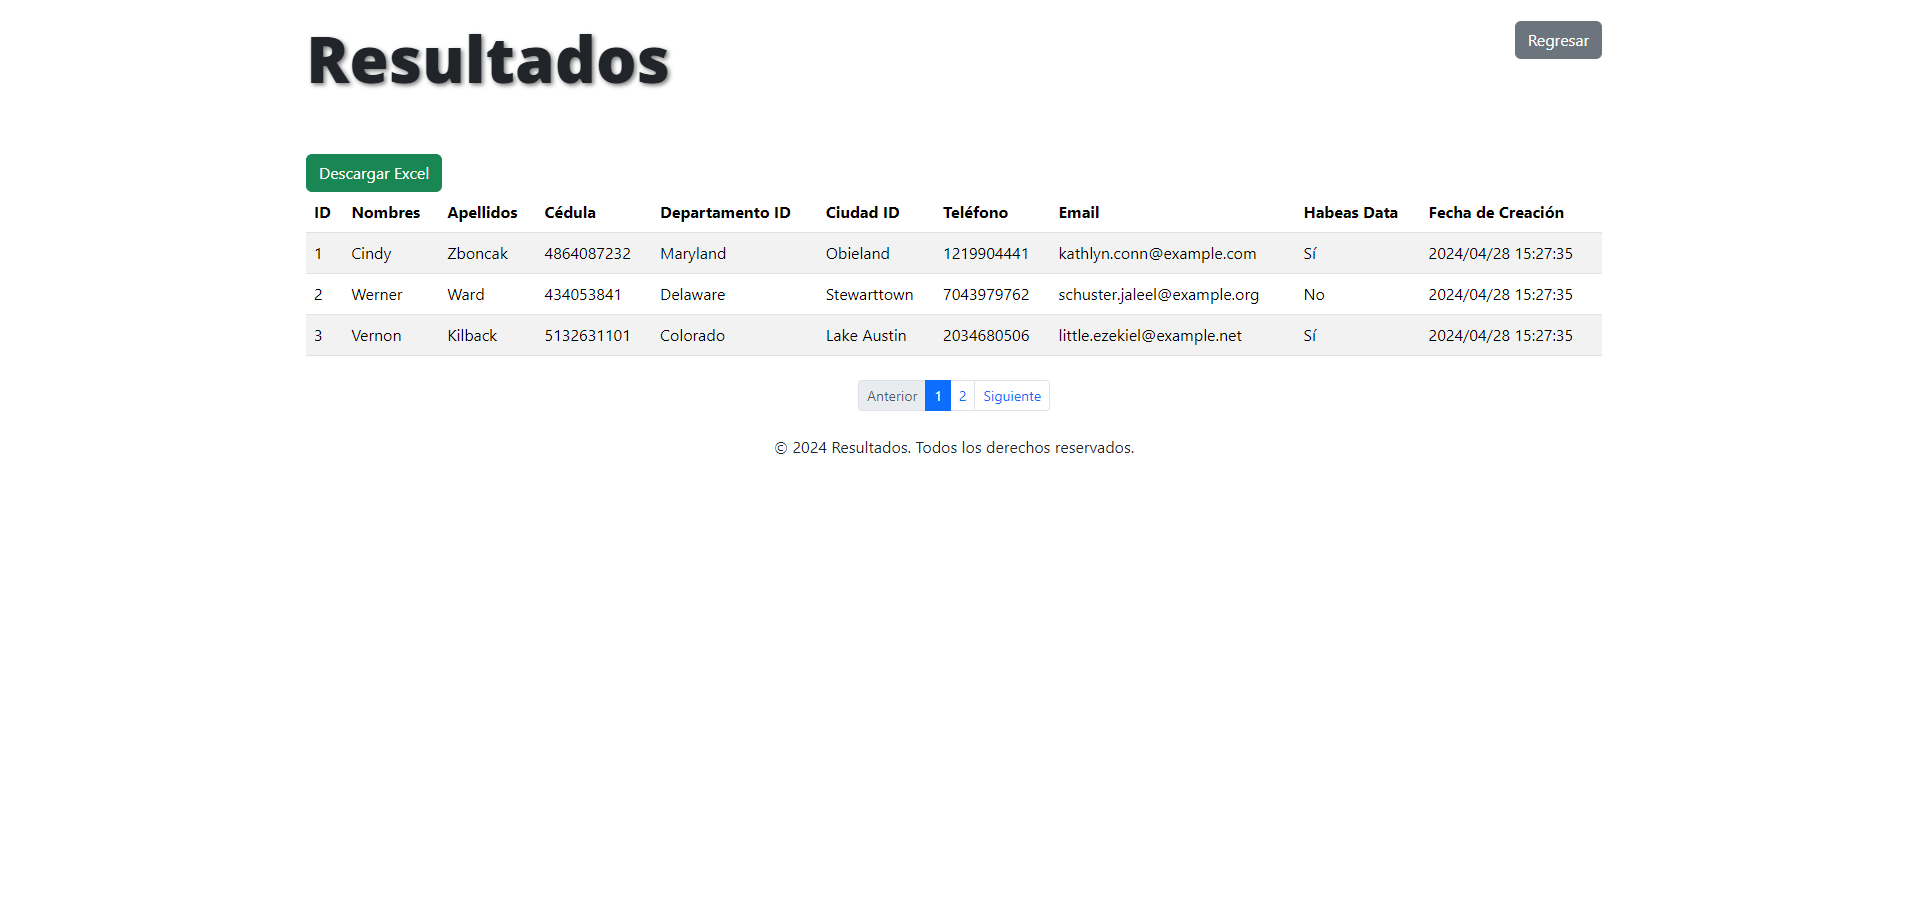 Resultados
Regresar
Descargar Excel
ID Nombres Apellidos Cédula Departamento ID Ciudad ID Teléfono Email Habeas Data Fecha de Creación
1 Cindy Zboncak 4864087232 Maryland Obieland 1219904441 kathlyn.conn@example.com Sí 2024/04/28 15:27:35
2 Werner Ward 434053841 Delaware Stewarttown 7043979762 schuster.jaleel@example.org No 2024/04/28 15:27:35
3 Vernon Kilback 5132631101 Colorado Lake Austin 2034680506 little.ezekiel@example.net Sí 2024/04/28 15:27:35
Anterior 1 2 Siguiente
© 2024 Resultados. Todos los derechos reservados.